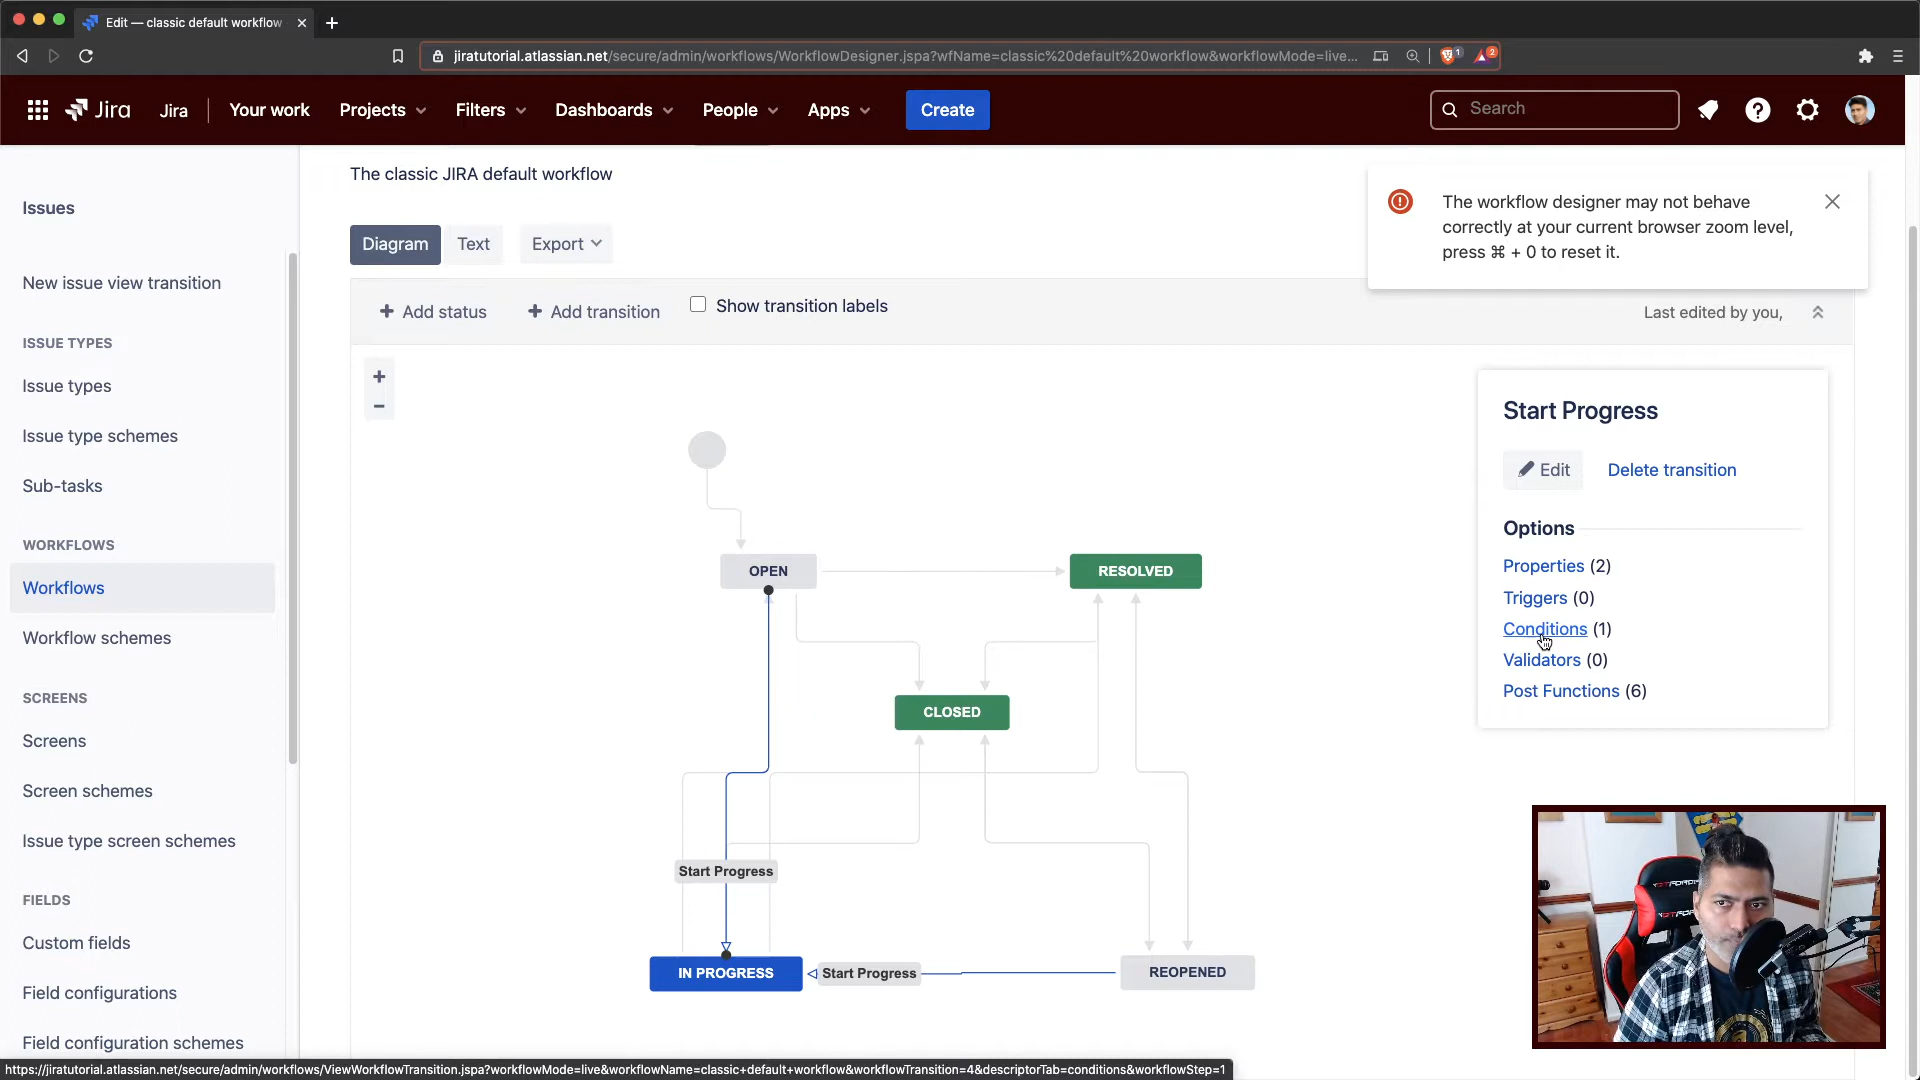 Edit — classic default workflow
jiratutorial.atlassian.net/secure/admin/workflows/WorkflowDesigner.jspa?wfName=classic%20default%20workflow&workflowMode=live...
1
2
Jira
Jira
Your work
Projects
Filters
Dashboards
People
Apps
Create
Search
Issues
New issue view transition
ISSUE TYPES
Issue types
Issue type schemes
Sub-tasks
WORKFLOWS
Workflows
Workflow schemes
SCREENS
Screens
Screen schemes
Issue type screen schemes
FIELDS
Custom fields
Field configurations
Field configuration schemes
The classic JIRA default workflow
The workflow designer may not behave
correctly at your current browser zoom level,
press ⌘ + 0 to reset it.
Diagram
Text
Export
+ Add status
+ Add transition
Show transition labels
Last edited by you,
+
−
OPEN
RESOLVED
CLOSED
Start Progress
IN PROGRESS
Start Progress
REOPENED
Start Progress
Edit
Delete transition
Options
Properties (2)
Triggers (0)
Conditions (1)
Validators (0)
Post Functions (6)
https://jiratutorial.atlassian.net/secure/admin/workflows/ViewWorkflowTransition.jspa?workflowMode=live&workflowName=classic+default+workflow&workflowTransition=4&descriptorTab=conditions&workflowStep=1